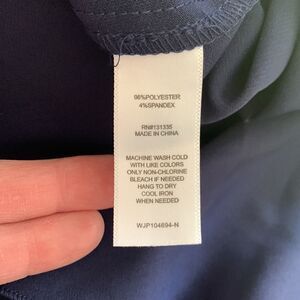 96%POLYESTER
4%SPANDEX
RN#131335
MADE IN CHINA
MACHINE WASH COLD
WITH LIKE COLORS
ONLY NON-CHLORINE
BLEACH IF NEEDED
HANG TO DRY
COOL IRON
WHEN NEEDED
WJP104694-N